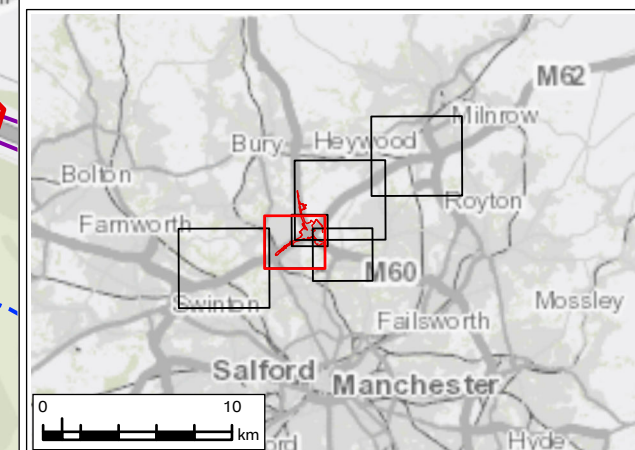 M62
Milnrow
Bury
Heywood
Bolton
Royton
Farnworth
M60
Swinton
Mossley
Failsworth
Salford
Manchester
0 10
km
Hyde